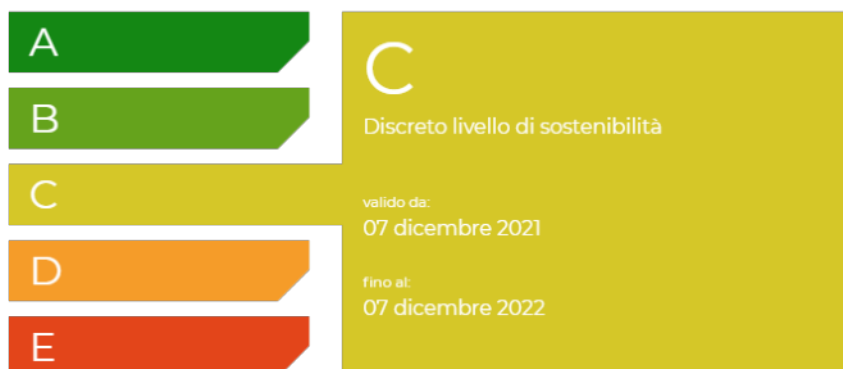 A
B
C
D
E
C
Discreto livello di sostenibilità
valido da:
07 dicembre 2021
fino al:
07 dicembre 2022